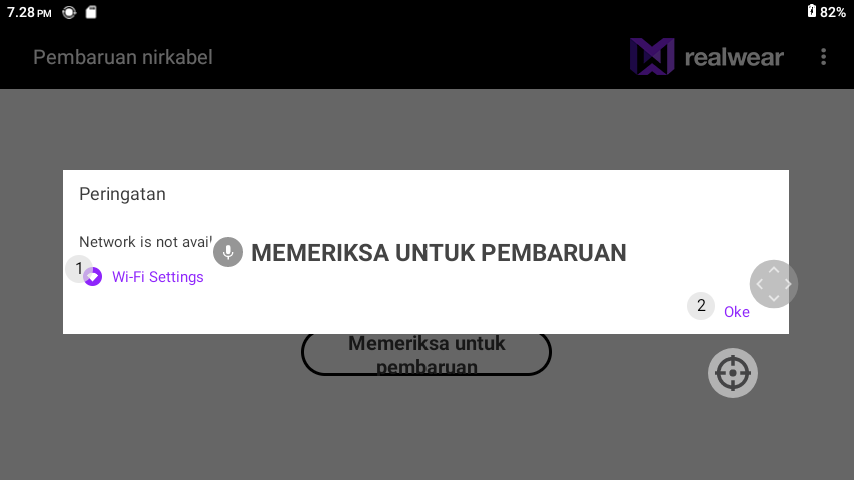 7.28 PM
82%
Pembaruan nirkabel
realwear
Peringatan
Network is not
MEMERIKSA UNTUK PEMBARUAN
1
Wi-Fi Settings
2
Oke
Memeriksa untuk
pembaruan